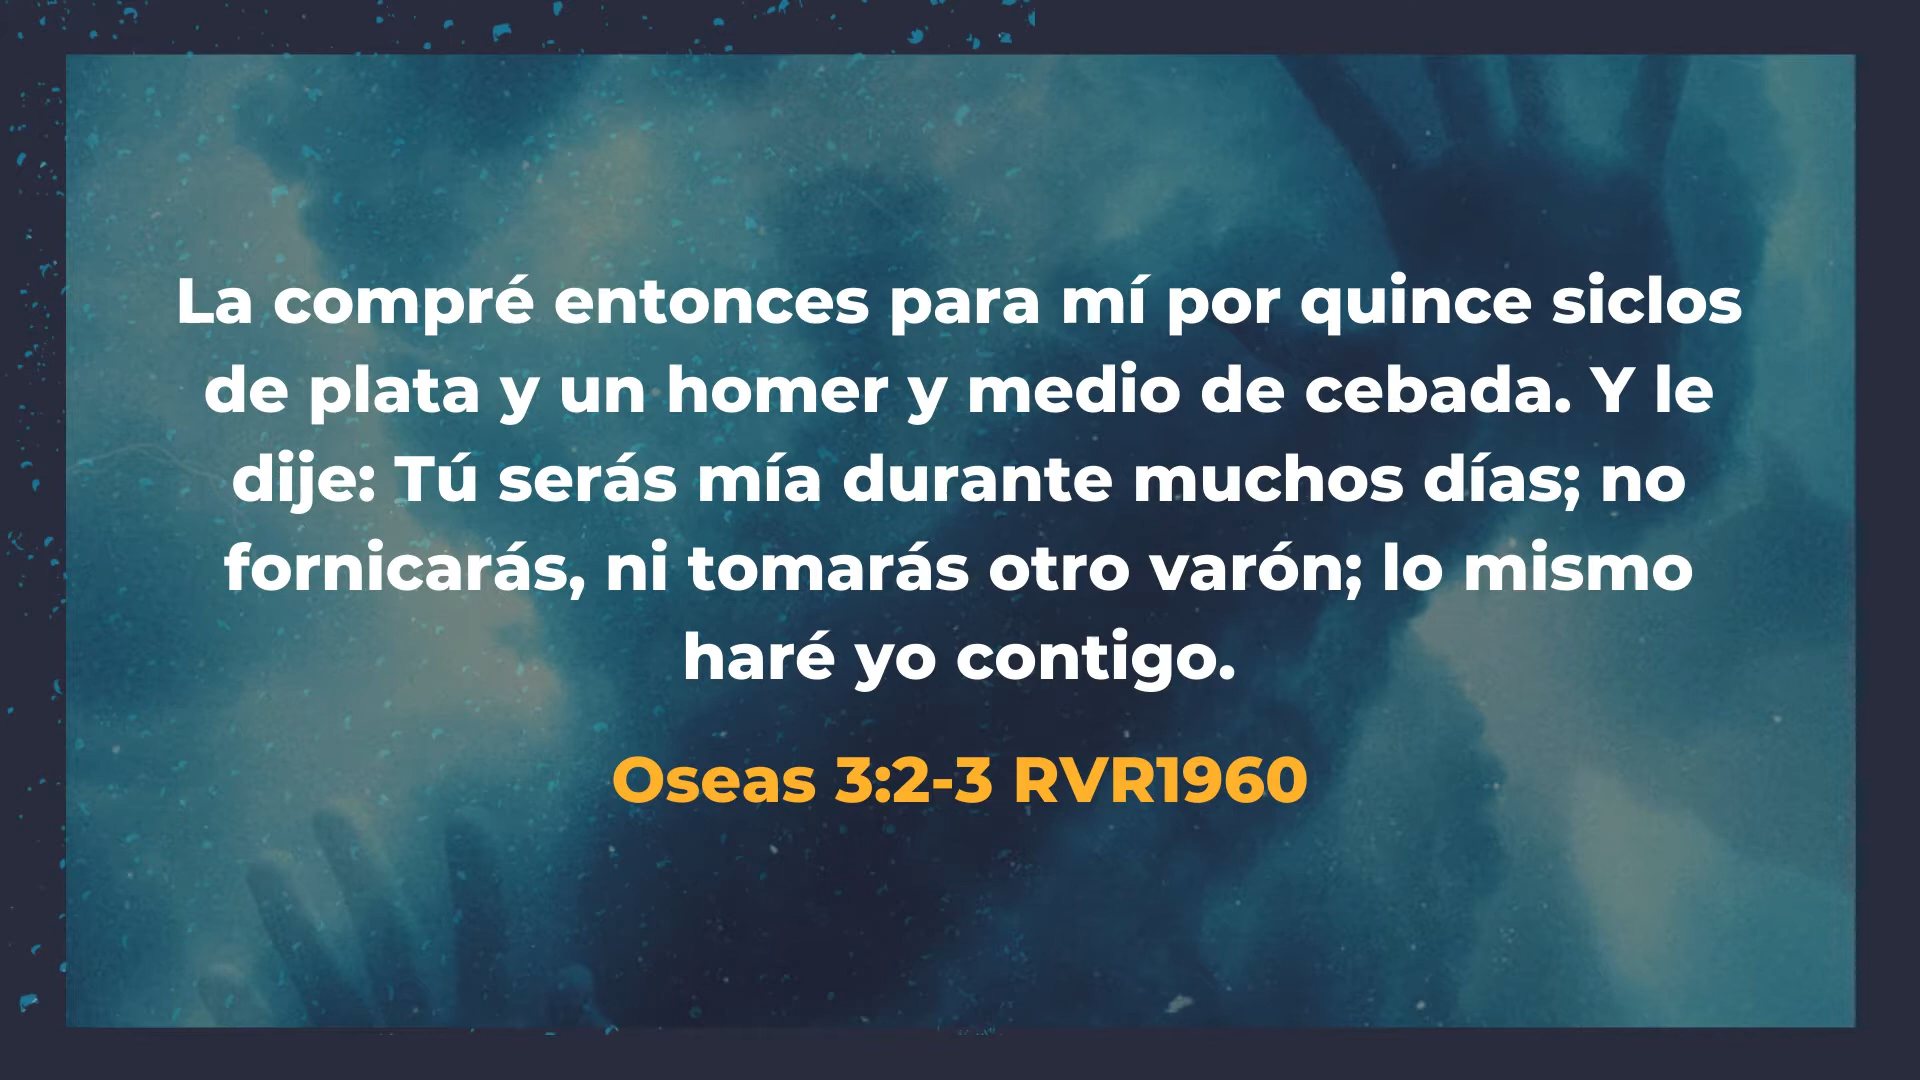 La compré entonces para mí por quince siclos
de plata y un homer y medio de cebada. Y le
dije: Tú serás mía durante muchos días; no
fornicarás, ni tomarás otro varón; lo mismo
haré yo contigo.
Oseas 3:2-3 RVR1960